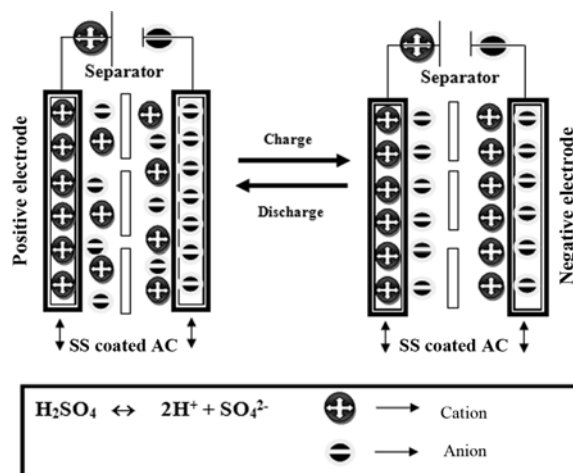 Separator
Separator
Positive electrode
Charge
Discharge
Negative electrode
SS coated AC
SS coated AC
H₂SO₄ ↔ 2H⁺ + SO₄²⁻
Cation
Anion